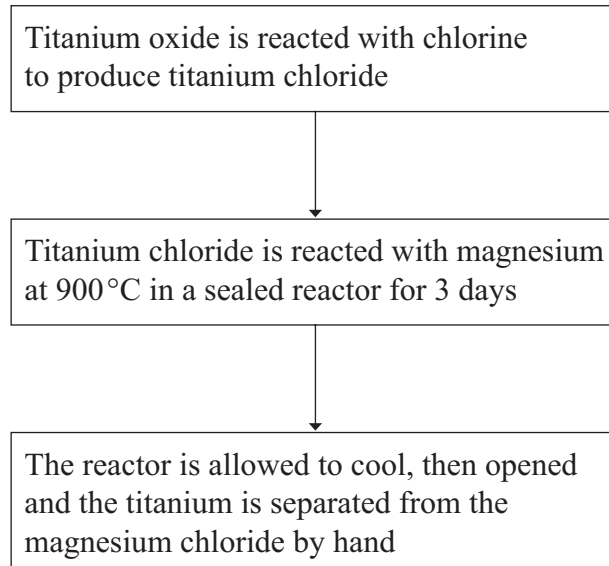 Titanium oxide is reacted with chlorine
to produce titanium chloride
Titanium chloride is reacted with magnesium
at 900 °C in a sealed reactor for 3 days
The reactor is allowed to cool, then opened
and the titanium is separated from the
magnesium chloride by hand